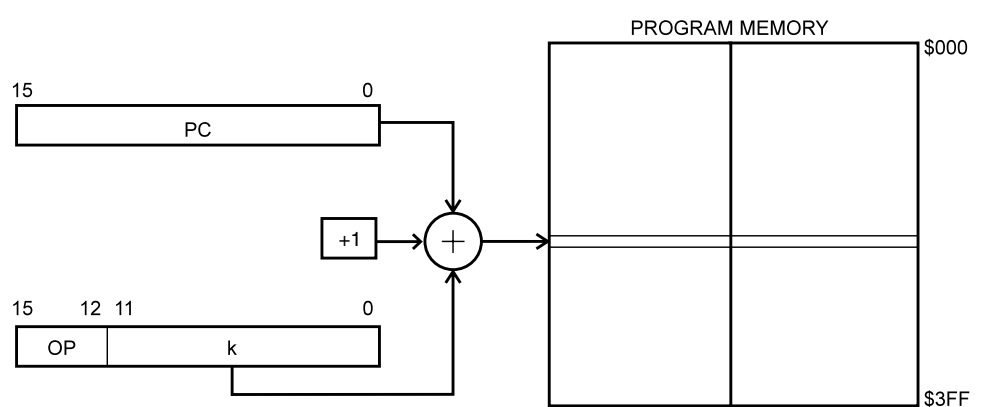 PROGRAM MEMORY
$000
15 0
PC
+1
+
15 12 11 0
OP k
$3FF